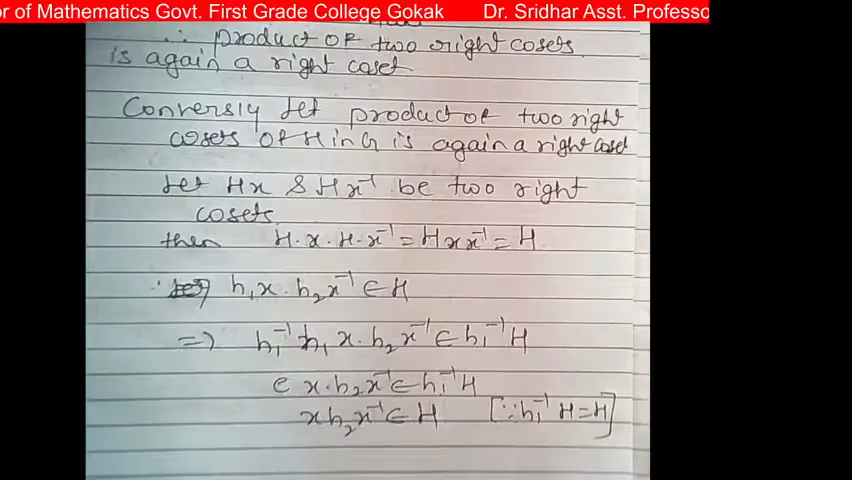 or of Mathematics Govt. First Grade College Gokak Dr. Sridhar Asst. Professo
∴ product of two right cosets
is again a right coset
Conversly let product of two right
cosets of H in G is again a right coset
Let Hx & Hx⁻¹ be two right
cosets
then H·x·H·x⁻¹ = Hxx⁻¹ = H
h₁x·h₂x⁻¹ ∈ H
=> h₁⁻¹h₁x·h₂x⁻¹ ∈ h₁⁻¹H
e x·h₂x⁻¹ ∈ h₁⁻¹H
xh₂x⁻¹ ∈ H [∵ h₁⁻¹H = H]